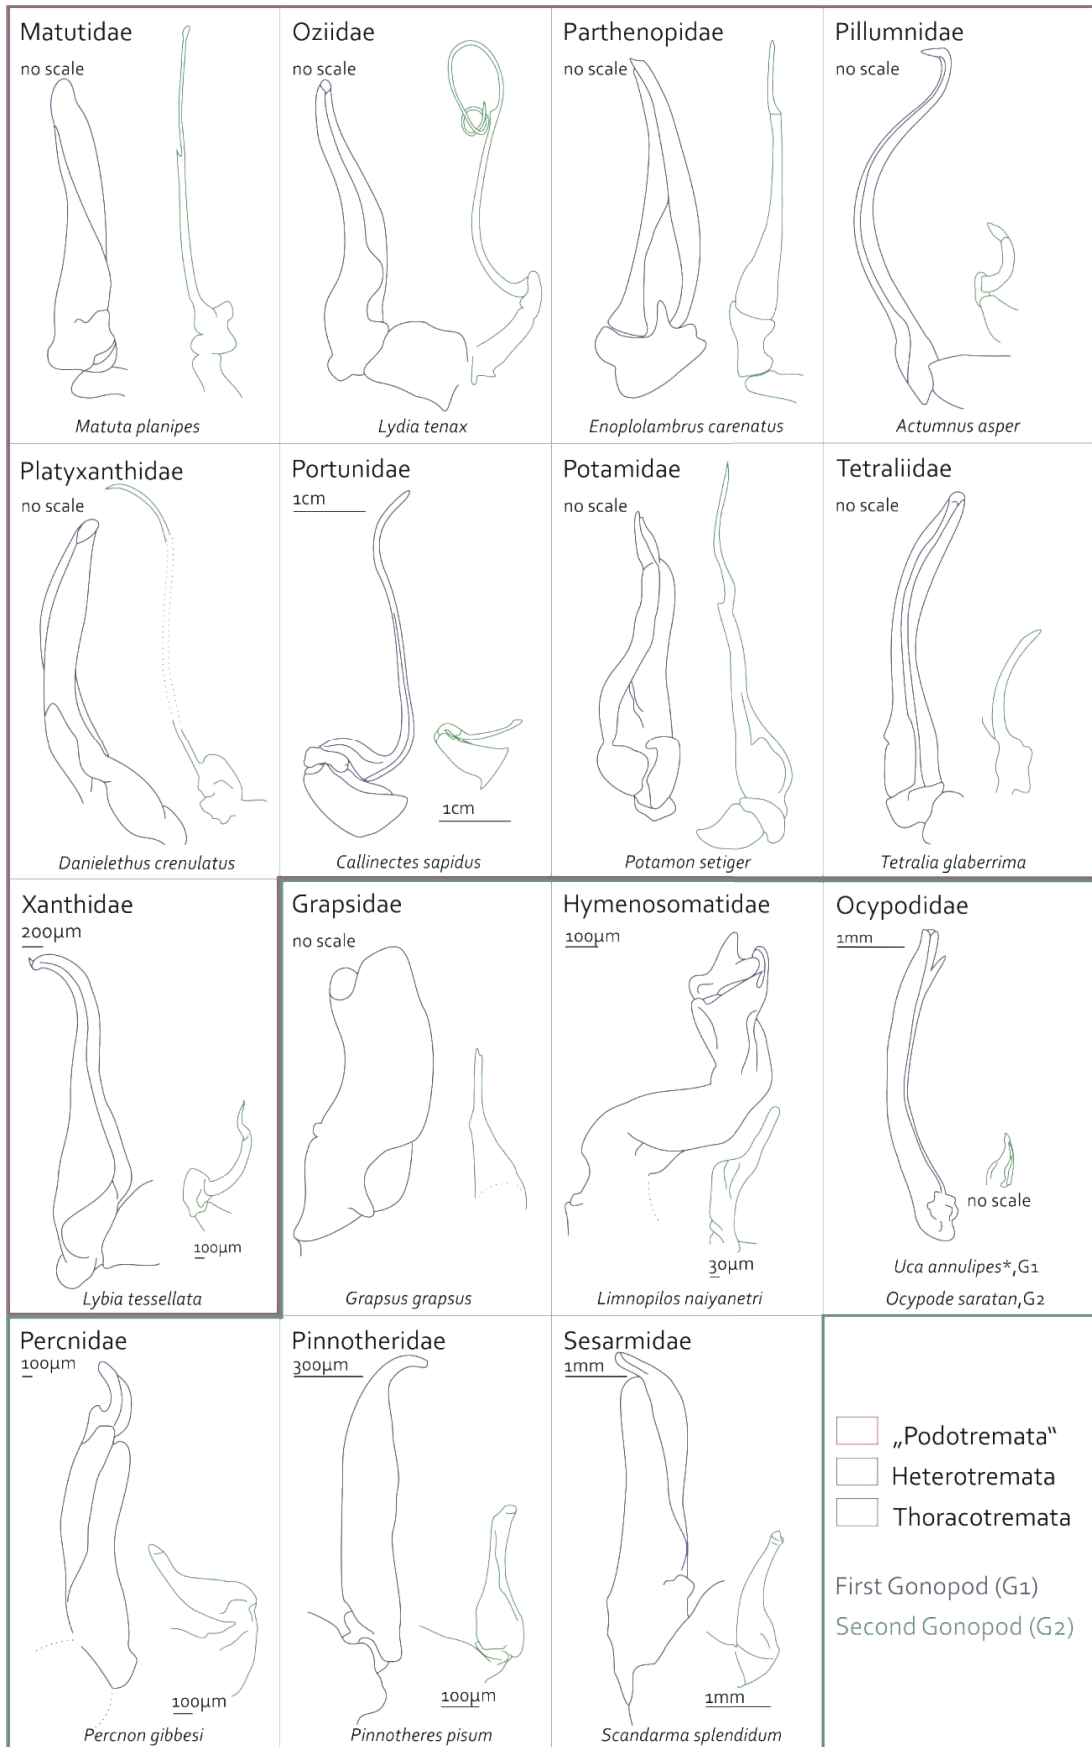 Matutidae
no scale
Matuta planipes
Oziidae
no scale
Lydia tenax
Parthenopidae
no scale
Enoplolambrus carenatus
Pillumnidae
no scale
Actumnus asper
Platyxanthidae
no scale
Danielethus crenulatus
Portunidae
1cm
1cm
Callinectes sapidus
Potamidae
no scale
Potamon setiger
Tetraliidae
no scale
Tetralia glaberrima
Xanthidae
200µm
100µm
Lybia tessellata
Grapsidae
no scale
Grapsus grapsus
Hymenosomatidae
100µm
30µm
Limnopilos naiyanetri
Ocypodidae
1mm
no scale
Uca annulipes*,G1
Ocypode saratan,G2
Percnidae
100µm
100µm
Percnon gibbesi
Pinnotheridae
300µm
100µm
Pinnotheres pisum
Sesarmidae
1mm
1mm
Scandarma splendidum
„Podotremata“
Heterotremata
Thoracotremata
First Gonopod (G1)
Second Gonopod (G2)